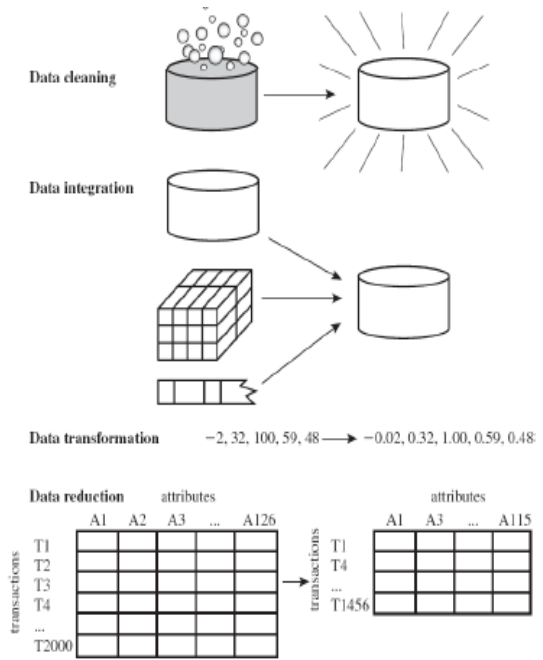 Data cleaning
Data integration
Data transformation −2, 32, 100, 59, 48 −0.02, 0.32, 1.00, 0.59, 0.48
Data reduction attributes attributes
A1 A2 A3 ... A126 A1 A3 ... A115
transactions
T1
T2
T3
T4
...
T2000
transactions
T1
T4
...
T1456